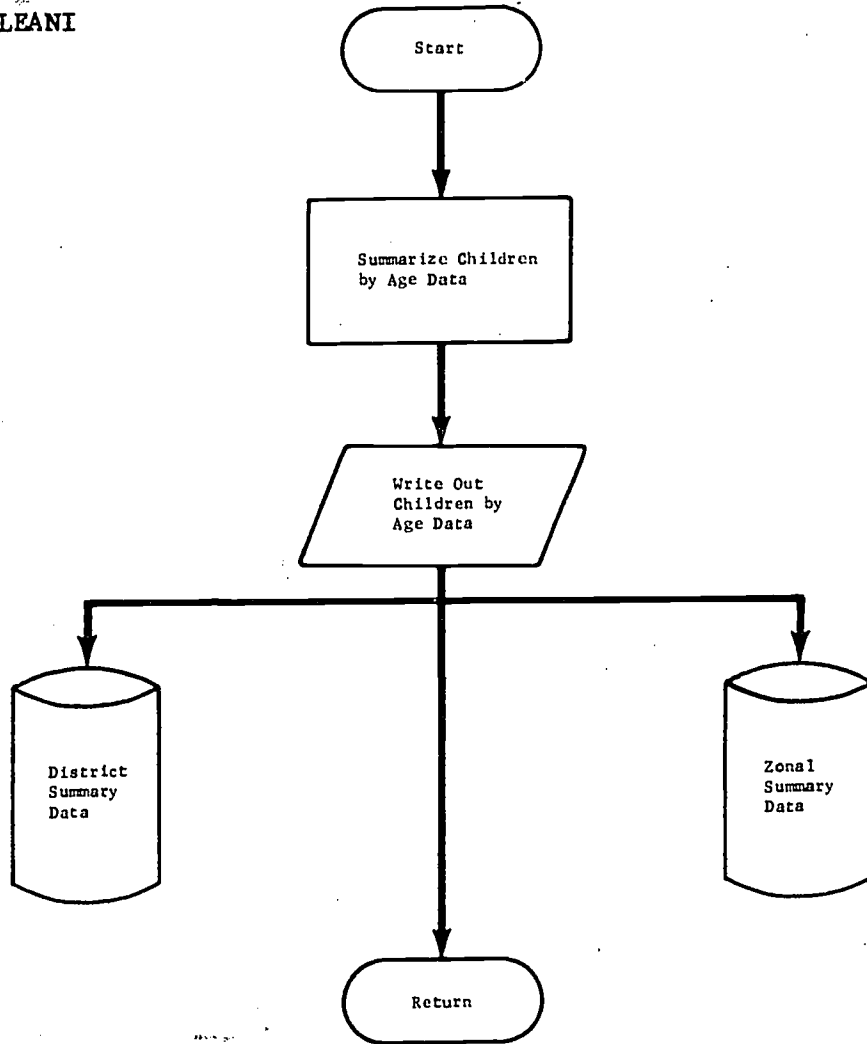 LEANI
Start
Summarize Children
by Age Data
Write Out
Children by
Age Data
District
Summary
Data
Zonal
Summary
Data
Return